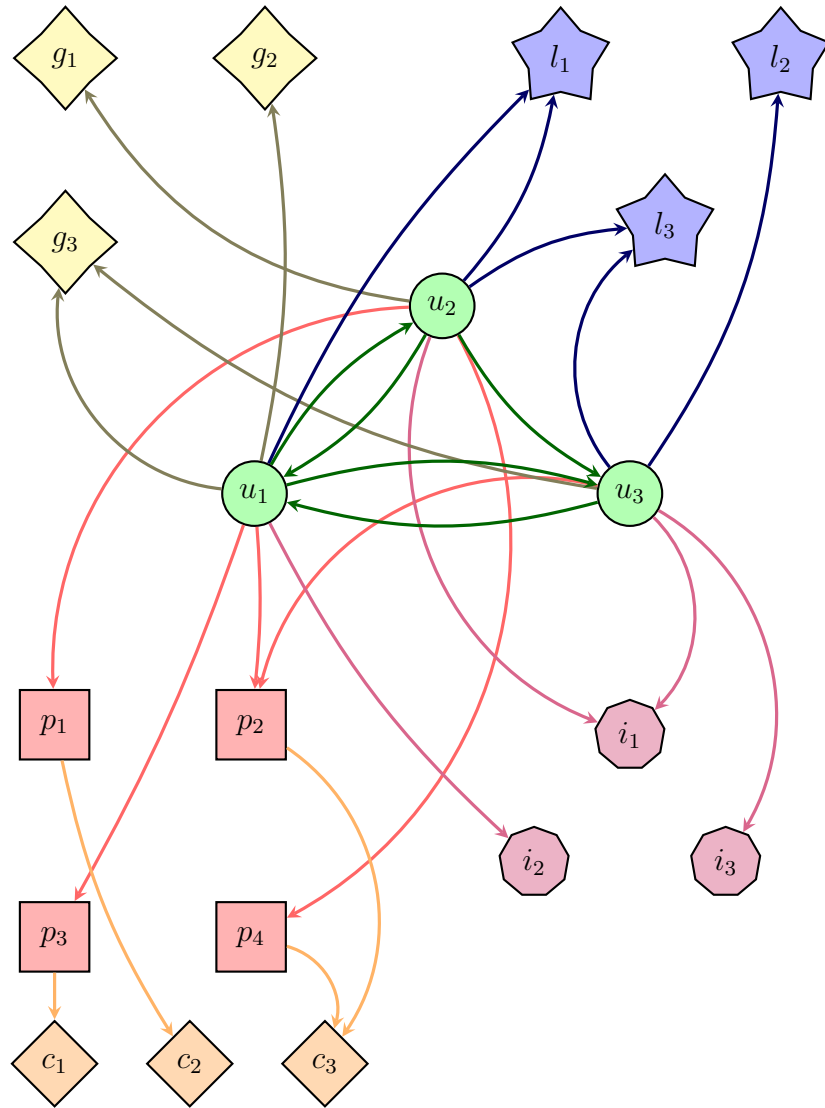 g₁ g₂ l₁ l₂
g₃ l₃
u₂
u₁ u₃
p₁ p₂ i₁
i₂ i₃
p₃ p₄
c₁ c₂ c₃